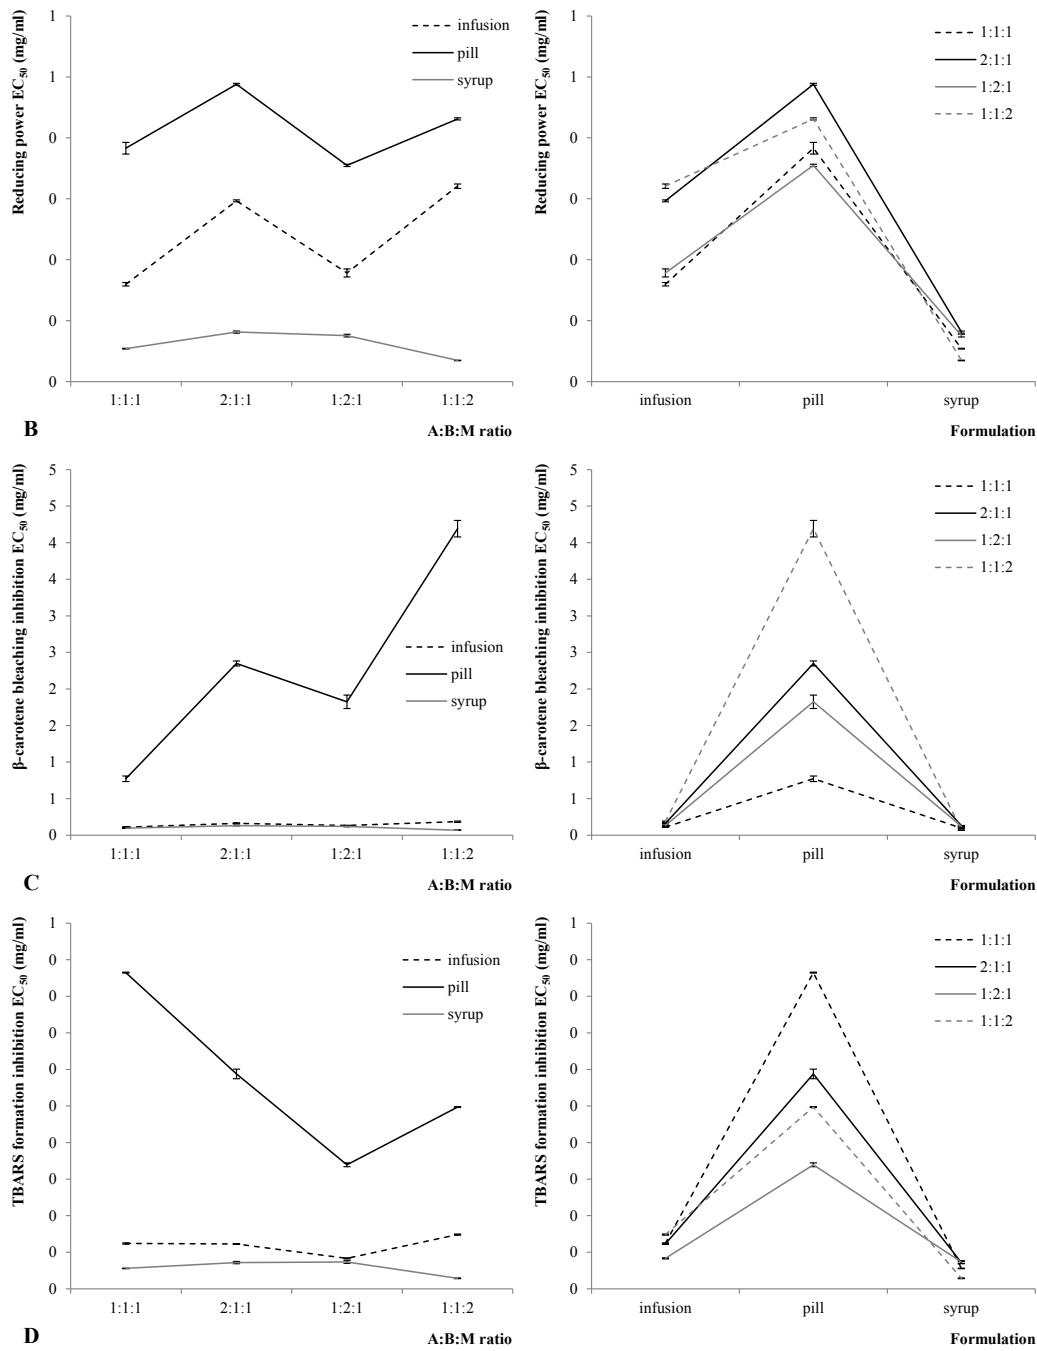 Reducing power EC50 (mg/ml)
1
1
0
0
0
0
0
infusion
pill
syrup
1:1:1
2:1:1
1:2:1
1:1:2
A:B:M ratio
B
Reducing power EC50 (mg/ml)
1
1
0
0
0
0
0
1:1:1
2:1:1
1:2:1
1:1:2
infusion
pill
syrup
Formulation
β-carotene bleaching inhibition EC50 (mg/ml)
5
5
4
4
3
3
2
2
1
1
0
infusion
pill
syrup
1:1:1
2:1:1
1:2:1
1:1:2
A:B:M ratio
C
β-carotene bleaching inhibition EC50 (mg/ml)
5
5
4
4
3
3
2
2
1
1
0
1:1:1
2:1:1
1:2:1
1:1:2
infusion
pill
syrup
Formulation
TBARS formation inhibition EC50 (mg/ml)
1
0
0
0
0
0
0
0
0
0
0
infusion
pill
syrup
1:1:1
2:1:1
1:2:1
1:1:2
A:B:M ratio
D
TBARS formation inhibition EC50 (mg/ml)
1
0
0
0
0
0
0
0
0
0
0
1:1:1
2:1:1
1:2:1
1:1:2
infusion
pill
syrup
Formulation